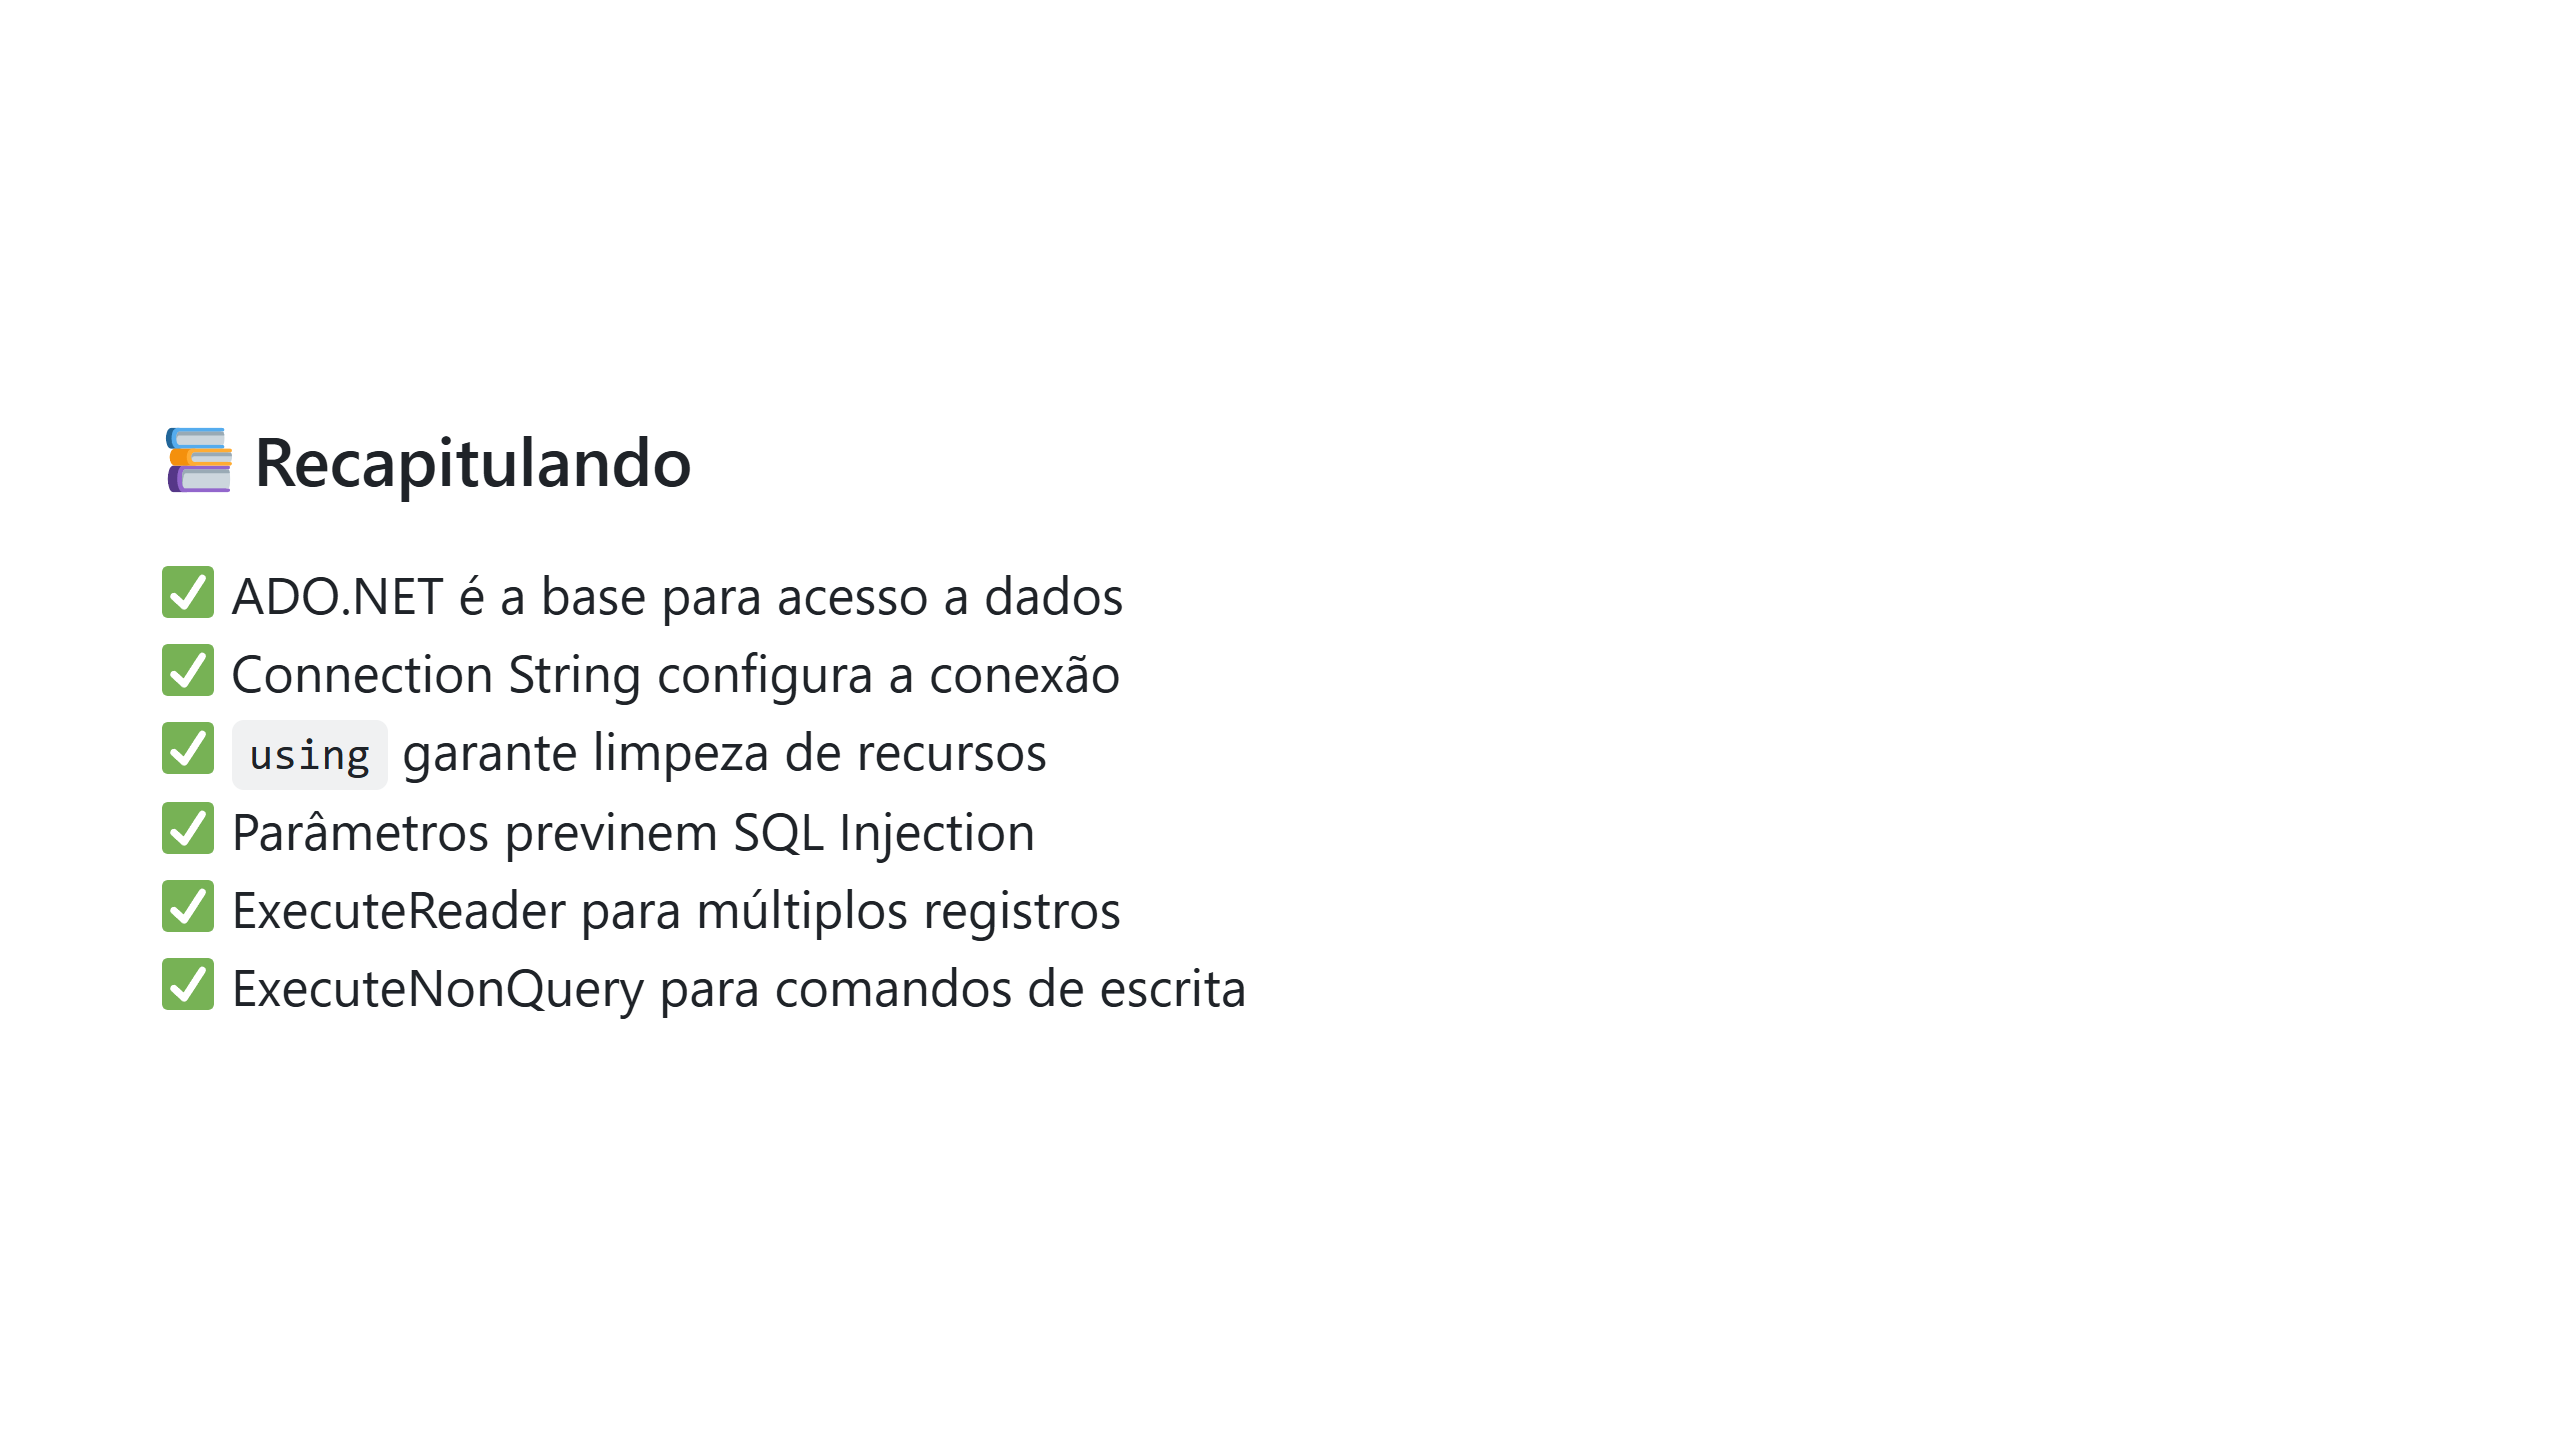 📚 Recapitulando
✅ ADO.NET é a base para acesso a dados
✅ Connection String configura a conexão
✅ using garante limpeza de recursos
✅ Parâmetros previnem SQL Injection
✅ ExecuteReader para múltiplos registros
✅ ExecuteNonQuery para comandos de escrita